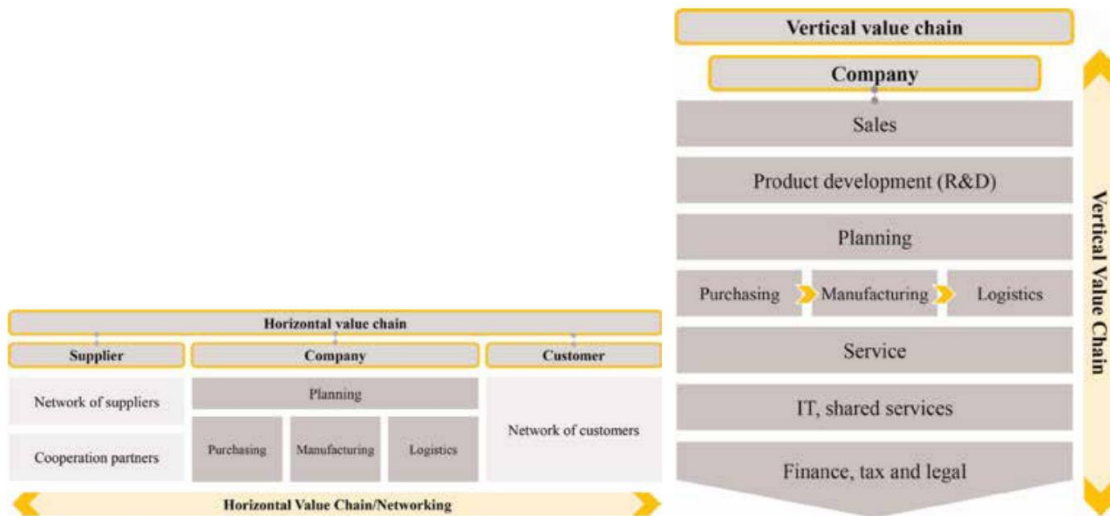 Horizontal value chain
Supplier
Company
Customer
Network of suppliers
Cooperation partners
Planning
Purchasing
Manufacturing
Logistics
Network of customers
Horizontal Value Chain/Networking
Vertical value chain
Company
Sales
Product development (R&D)
Planning
Purchasing
Manufacturing
Logistics
Service
IT, shared services
Finance, tax and legal
Vertical Value Chain